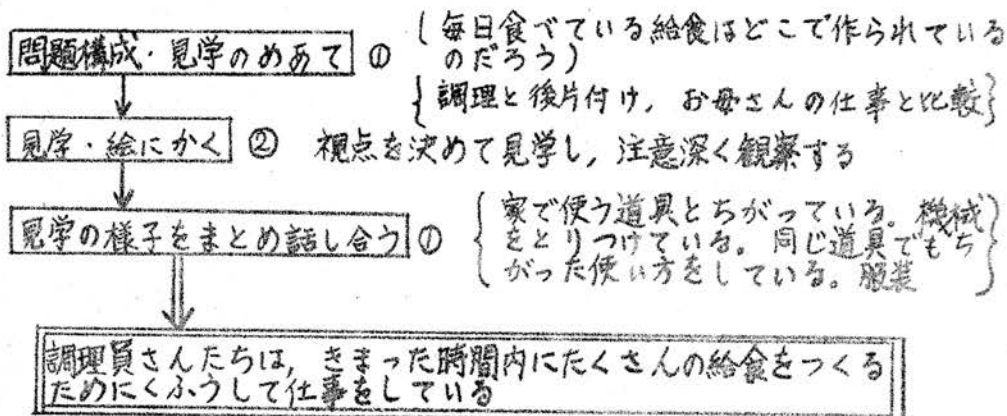 問題構成・見学のめあて ① (毎日食べている給食はどこで作られている
のだろう)
{調理と後片付け, お母さんの仕事と比較}
見学・絵にかく ② 視点を決めて見学し, 注意深く観察する
見学の様子をまとめ話し合う ①
{家で使う道具とちがっている。機械
をとりつけている。同じ道具でもち
がった使い方をしている。服装}
調理員さんたちは, きまった時間内にたくさんの給食をつくる
ためにくふうして仕事をしている